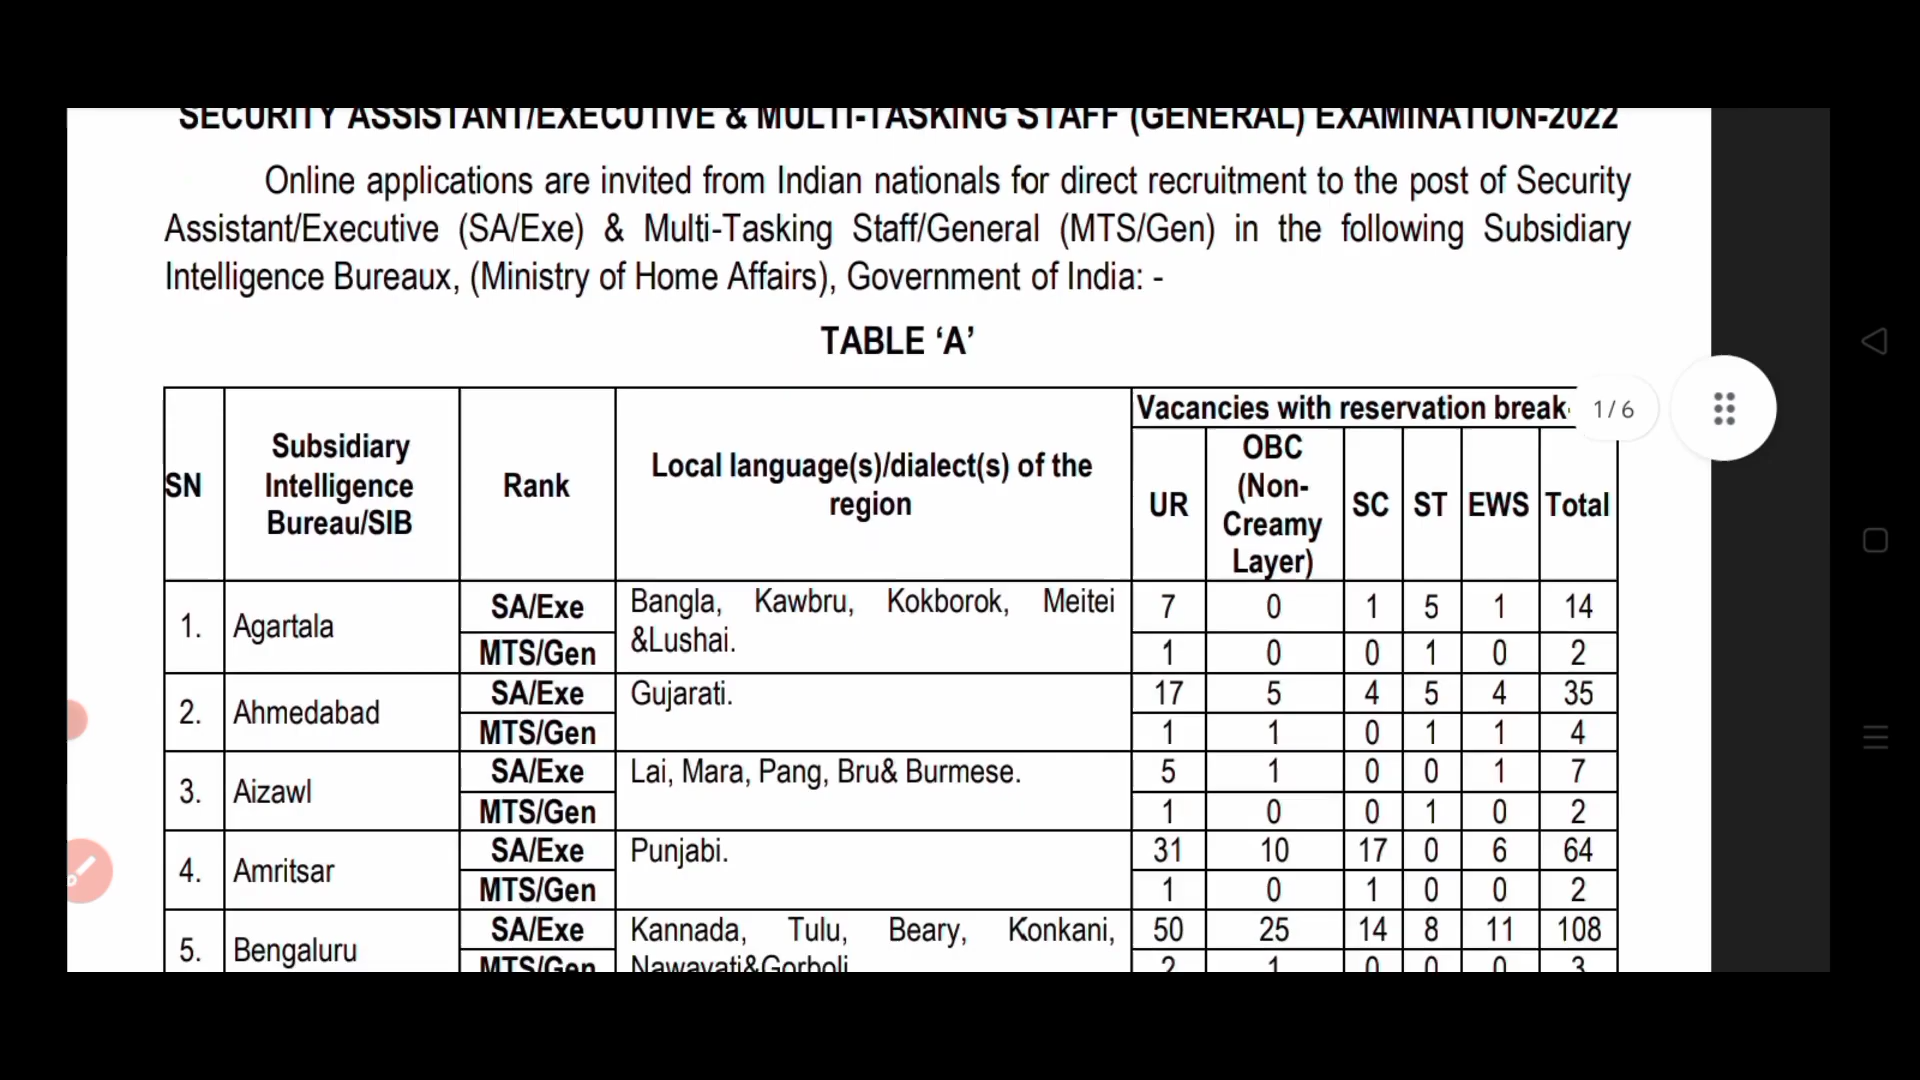 SECURITY ASSISTANT/EXECUTIVE & MULTI-TASKING STAFF (GENERAL) EXAMINATION-2022
Online applications are invited from Indian nationals for direct recruitment to the post of Security
Assistant/Executive (SA/Exe) & Multi-Tasking Staff/General (MTS/Gen) in the following Subsidiary
Intelligence Bureaux, (Ministry of Home Affairs), Government of India: -
TABLE ‘A’
SN Subsidiary Intelligence Bureau/SIB Rank Local language(s)/dialect(s) of the region Vacancies with reservation break
1/6
UR OBC (Non-Creamy Layer) SC ST EWS Total
1. Agartala SA/Exe Bangla, Kawbru, Kokborok, Meitei 7 0 1 5 1 14
MTS/Gen &Lushai. 1 0 0 1 0 2
2. Ahmedabad SA/Exe Gujarati. 17 5 4 5 4 35
MTS/Gen 1 1 0 1 1 4
3. Aizawl SA/Exe Lai, Mara, Pang, Bru& Burmese. 5 1 0 0 1 7
MTS/Gen 1 0 0 1 0 2
4. Amritsar SA/Exe Punjabi. 31 10 17 0 6 64
MTS/Gen 1 0 1 0 0 2
5. Bengaluru SA/Exe Kannada, Tulu, Beary, Konkani, 50 25 14 8 11 108
MTS/Gen 2 1 0 0 0 3